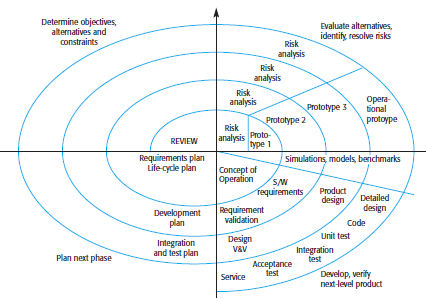 Determine objectives,
alternatives and
constraints
Evaluate alternatives,
identify, resolve risks
Risk
analysis
Risk
analysis
Risk
analysis
Risk
analysis
Proto-
type 1
Prototype 2
Prototype 3
Opera-
tional
protoype
REVIEW
Requirements plan
Life-cycle plan
Simulations, models, benchmarks
Concept of
Operation
S/W
requirements
Product
design
Detailed
design
Development
plan
Requirement
validation
Code
Unit test
Integration
and test plan
Design
V&V
Integration
test
Plan next phase
Acceptance
test
Service
Develop, verify
next-level product